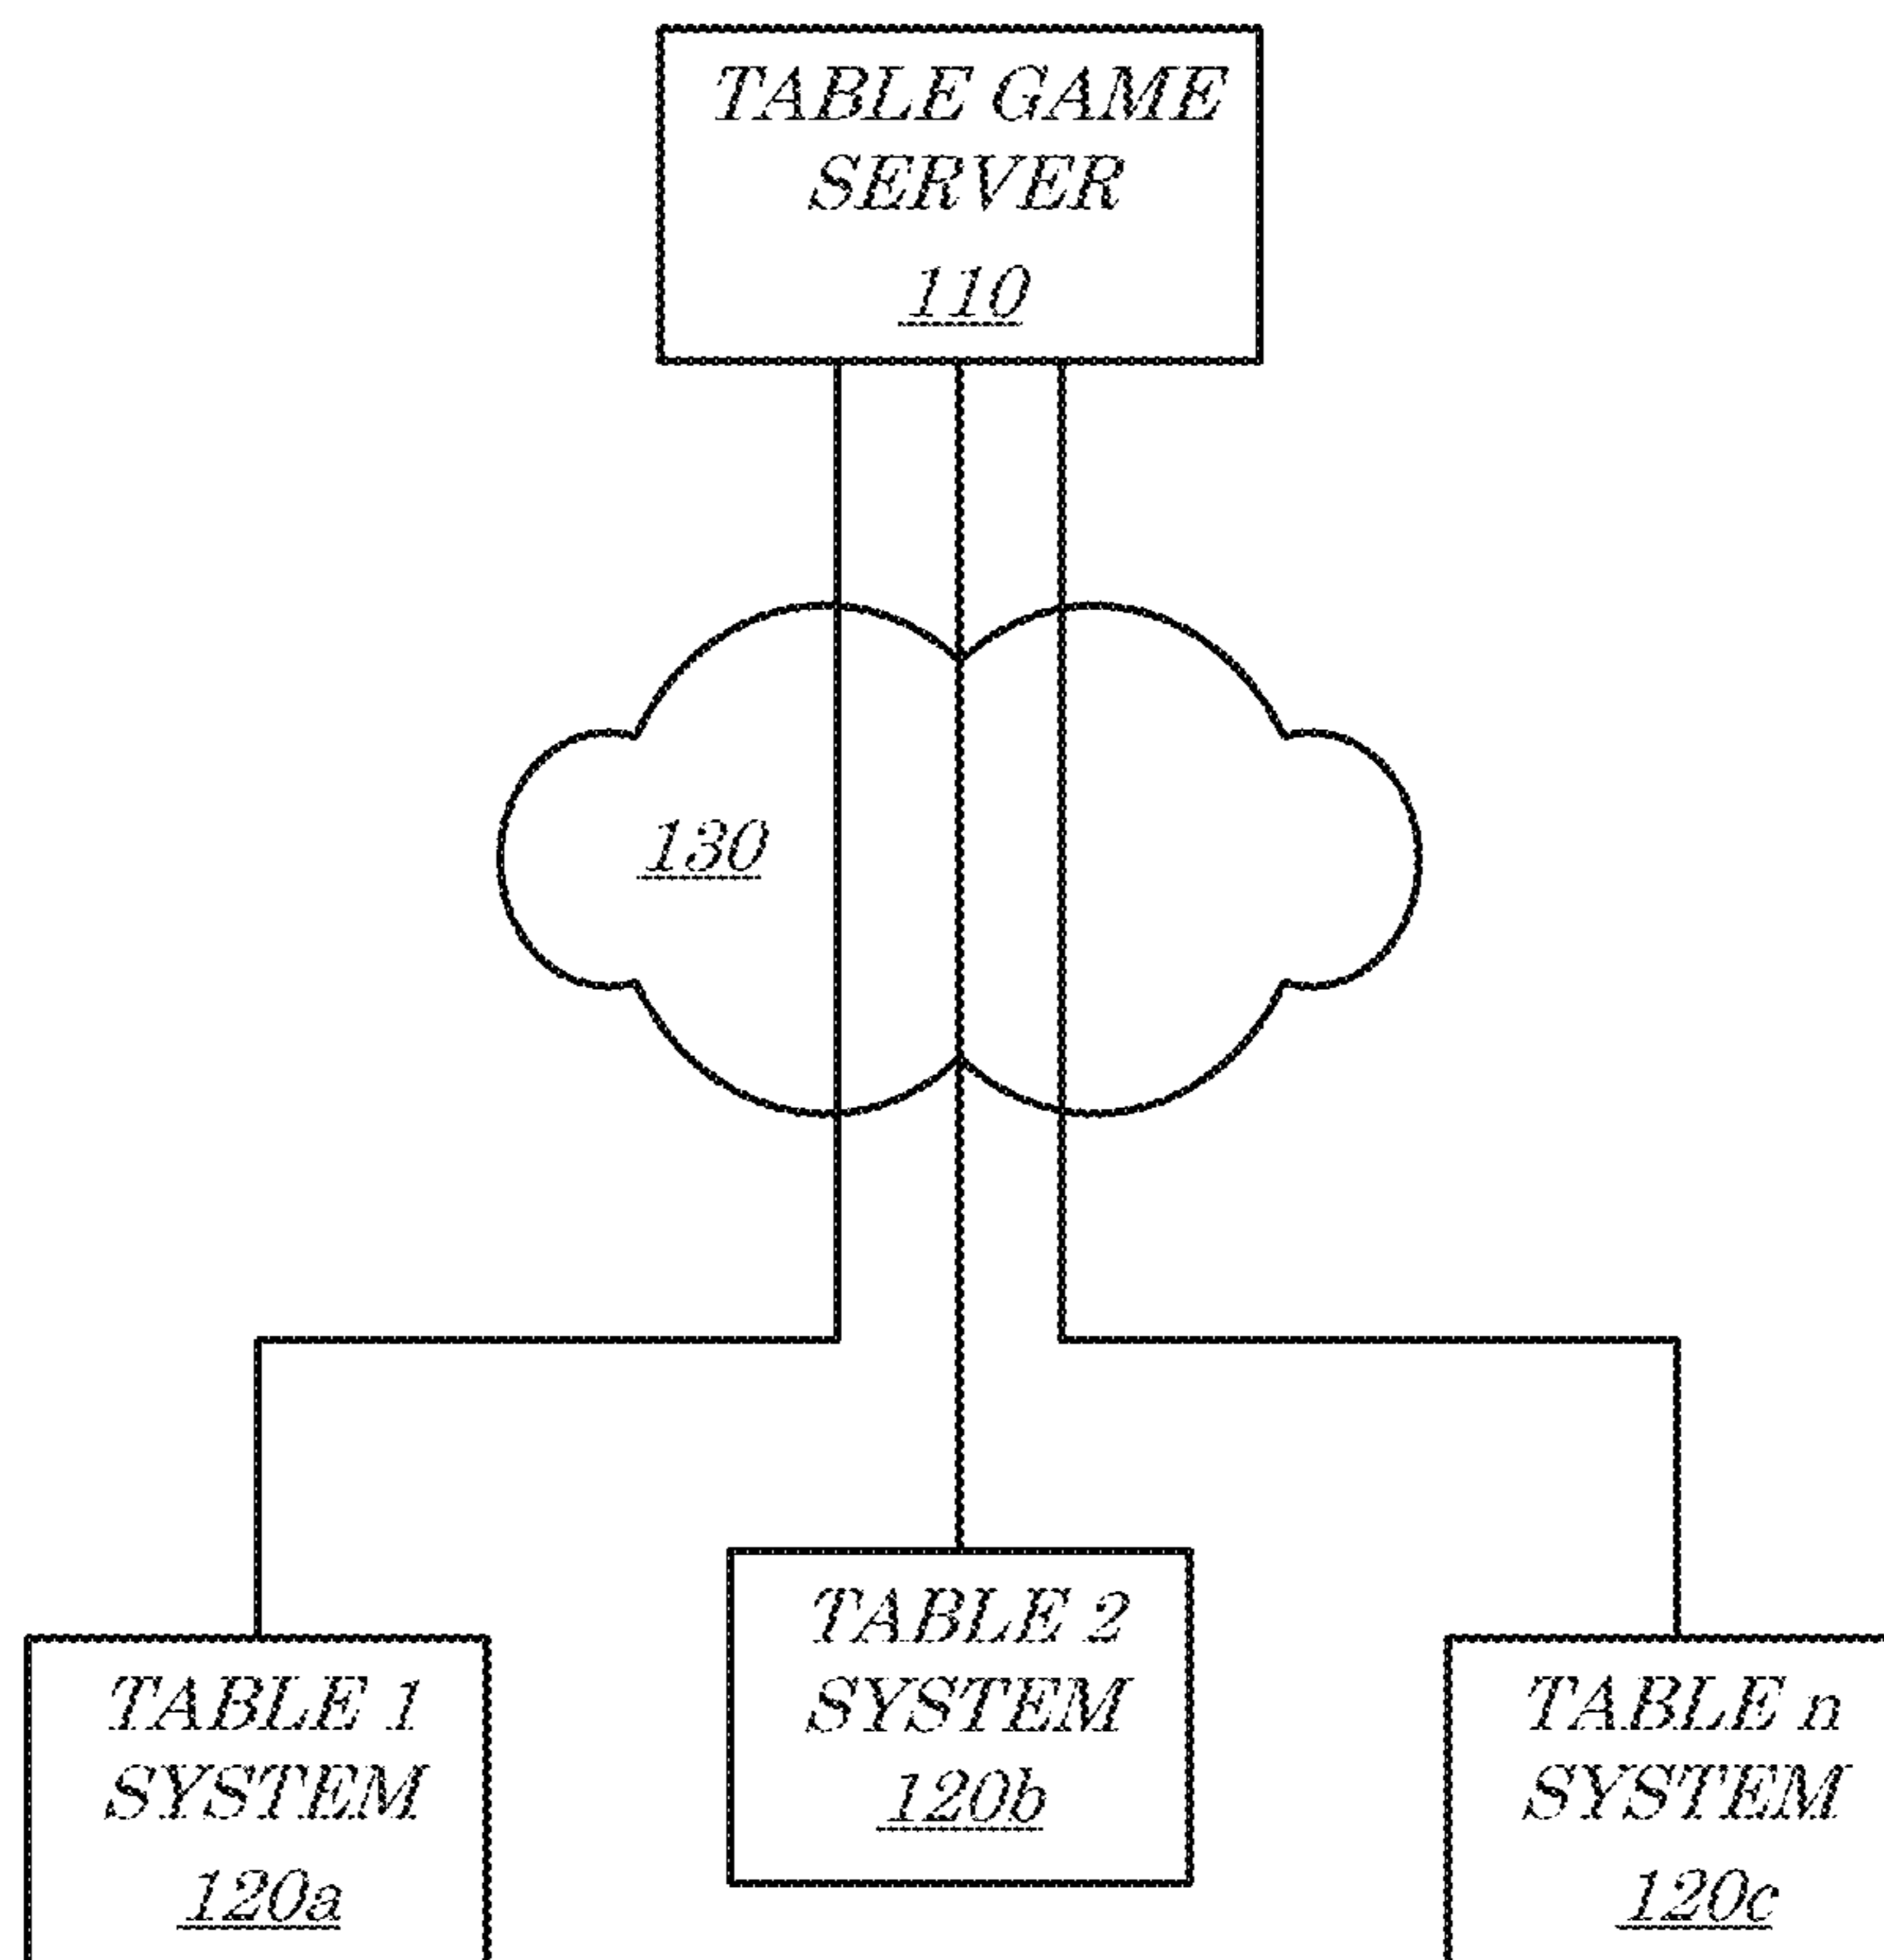 TABLE GAME
SERVER
110
130
TABLE 1
SYSTEM
120a
TABLE 2
SYSTEM
120b
TABLE n
SYSTEM
120c